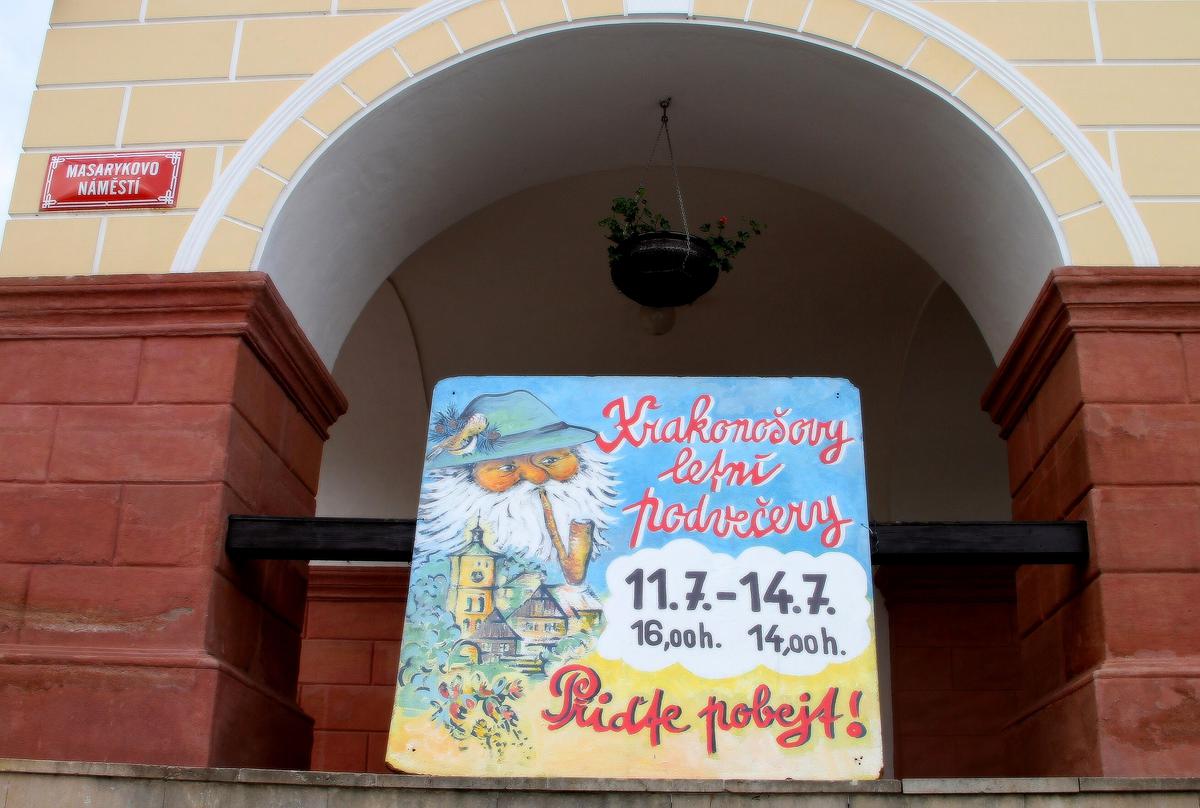 MASARYKOVO
NÁMĚSTÍ
Krakonošovy
letní
podvečery
11.7.-14.7.
16,00h. 14,00h.
Přiďte pobejt!